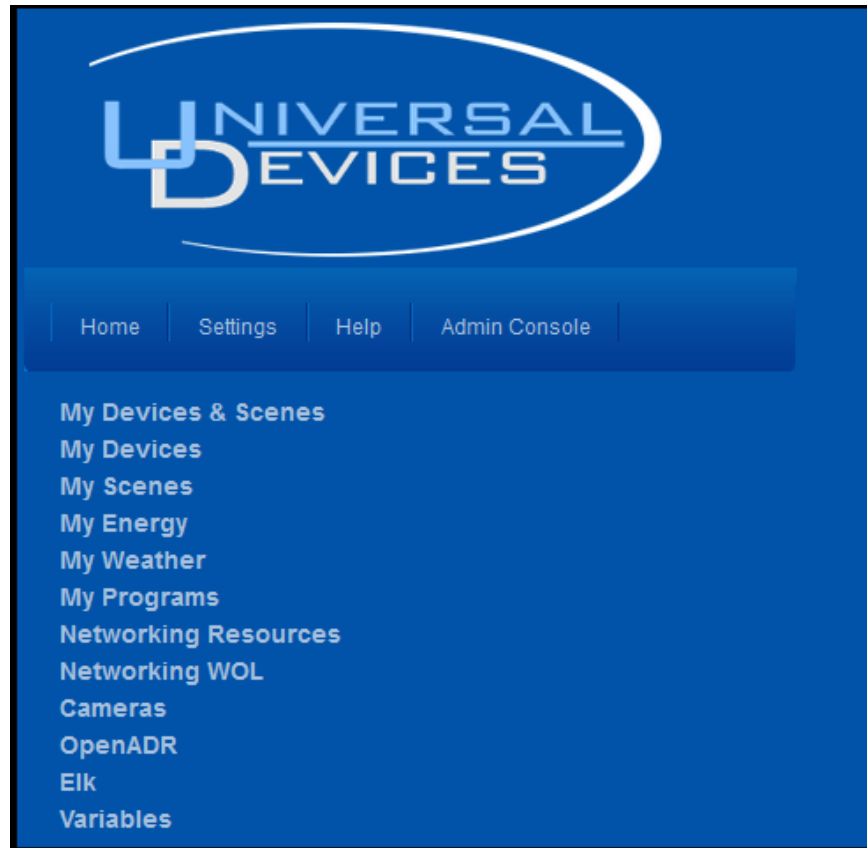 UNIVERSAL
DEVICES
Home Settings Help Admin Console
My Devices & Scenes
My Devices
My Scenes
My Energy
My Weather
My Programs
Networking Resources
Networking WOL
Cameras
OpenADR
Elk
Variables